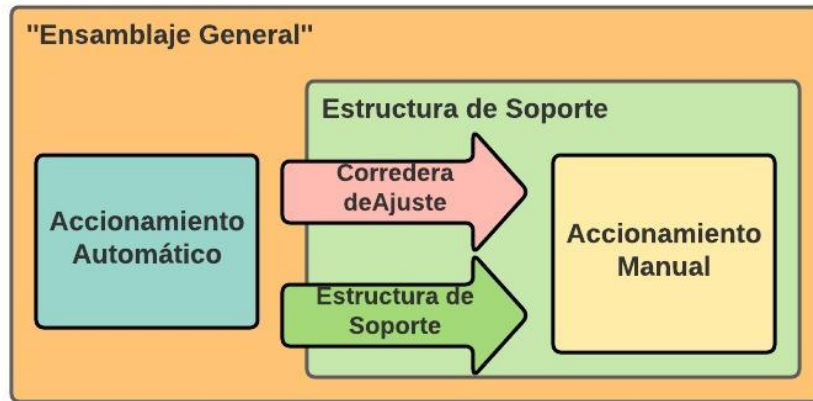 "Ensamblaje General"
Estructura de Soporte
Accionamiento
Automático
Corredera
deAjuste
Estructura de
Soporte
Accionamiento
Manual